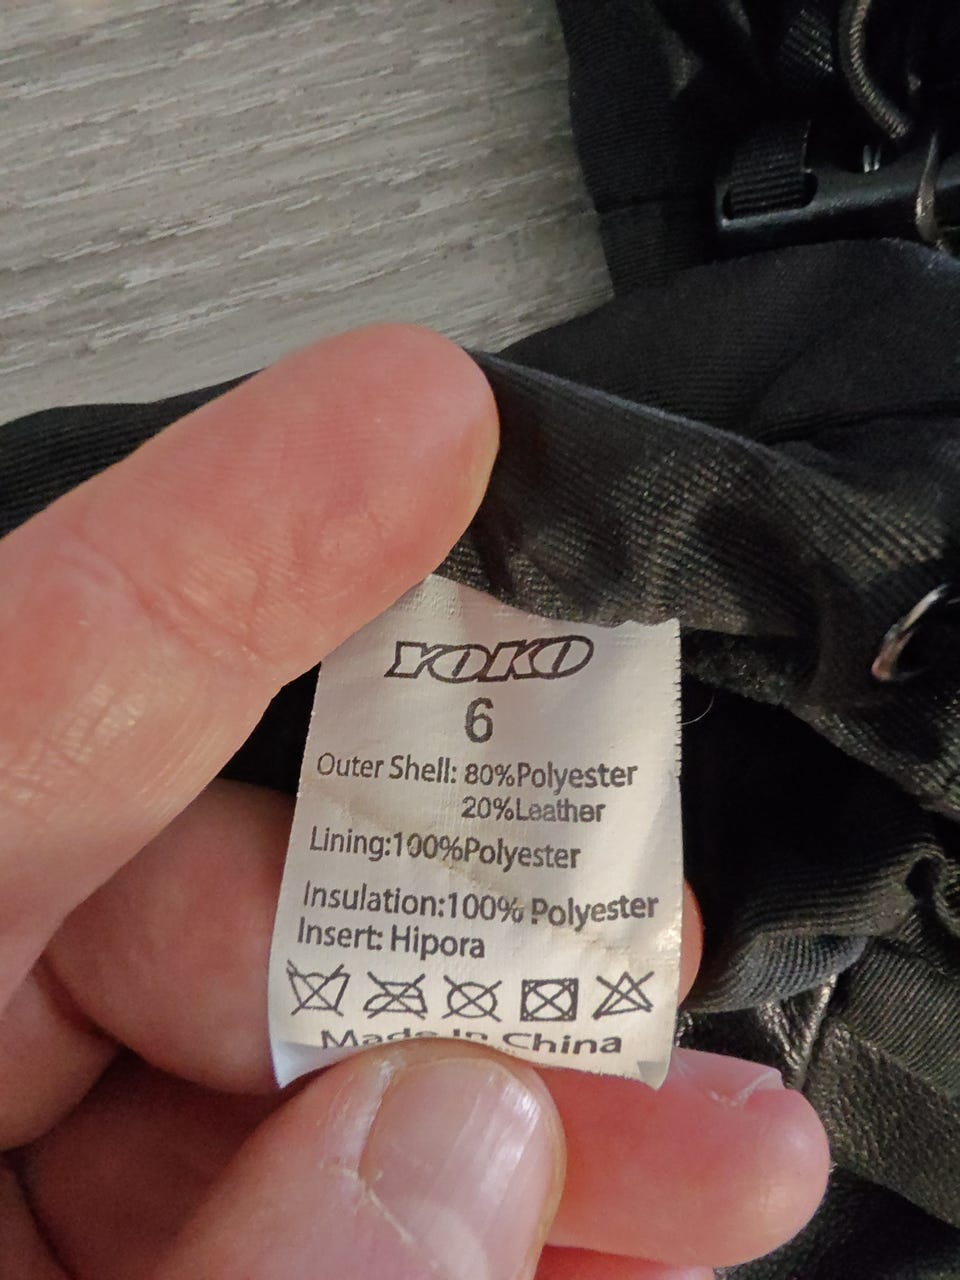 YOKO
6
Outer Shell: 80%Polyester
20%Leather
Lining:100%Polyester
Insulation:100% Polyester
Insert: Hipora
Made In China